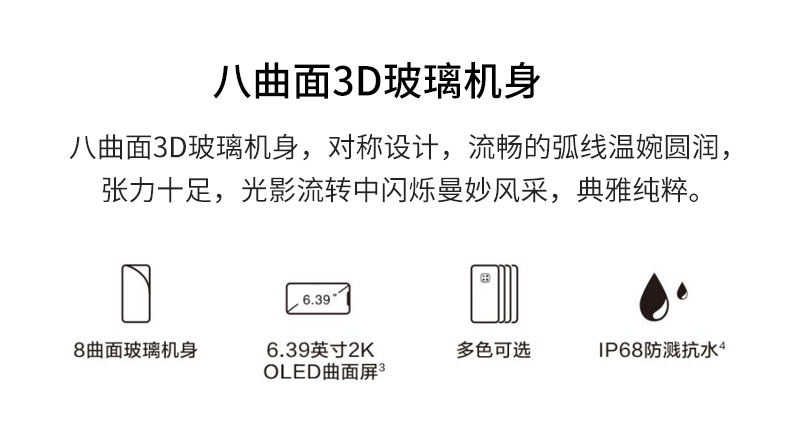 八曲面3D玻璃机身
八曲面3D玻璃机身，对称设计，流畅的弧线温婉圆润，
张力十足，光影流转中闪烁曼妙风采，典雅纯粹。
6.39"
8曲面玻璃机身
6.39英寸2K
OLED曲面屏³
多色可选
IP68防溅抗水⁴